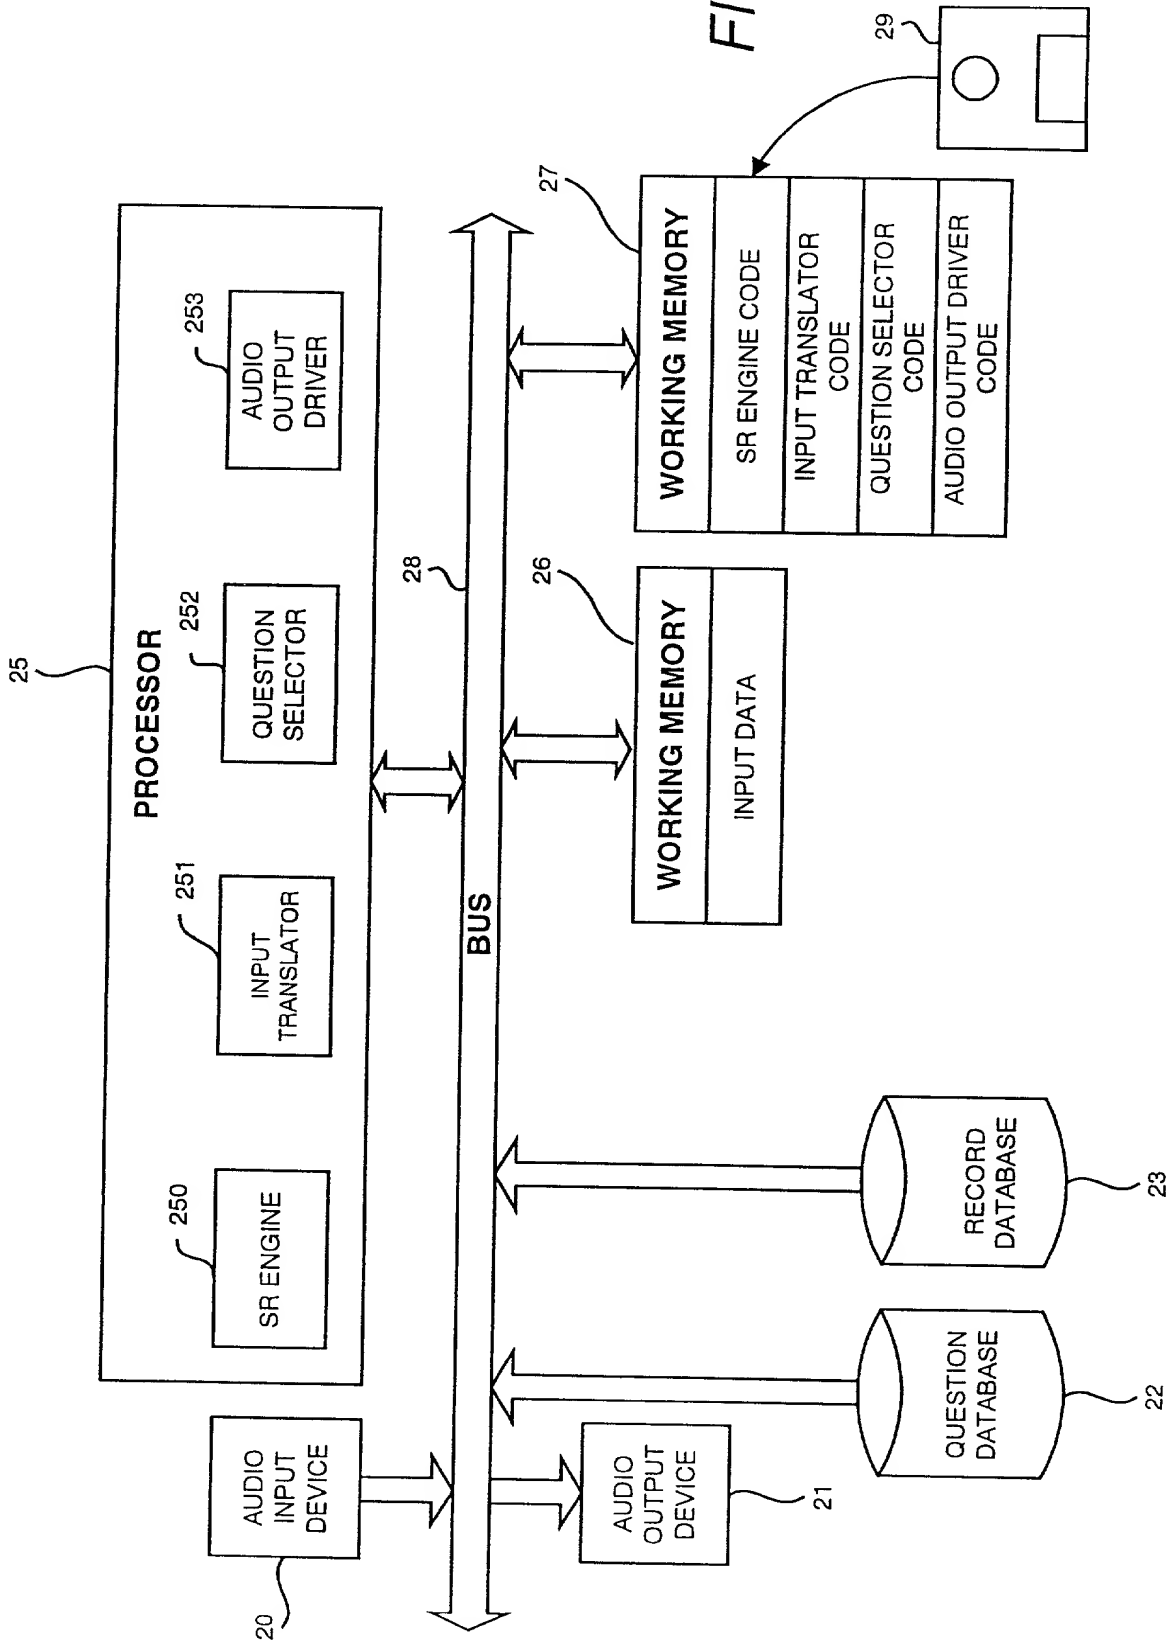 25
PROCESSOR
250
SR ENGINE
251
INPUT
TRANSLATOR
252
QUESTION
SELECTOR
253
AUDIO
OUTPUT
DRIVER
20
AUDIO
INPUT
DEVICE
28
BUS
21
AUDIO
OUTPUT
DEVICE
22
QUESTION
DATABASE
23
RECORD
DATABASE
26
WORKING MEMORY
INPUT DATA
27
WORKING MEMORY
SR ENGINE CODE
INPUT TRANSLATOR
CODE
QUESTION SELECTOR
CODE
AUDIO OUTPUT DRIVER
CODE
29